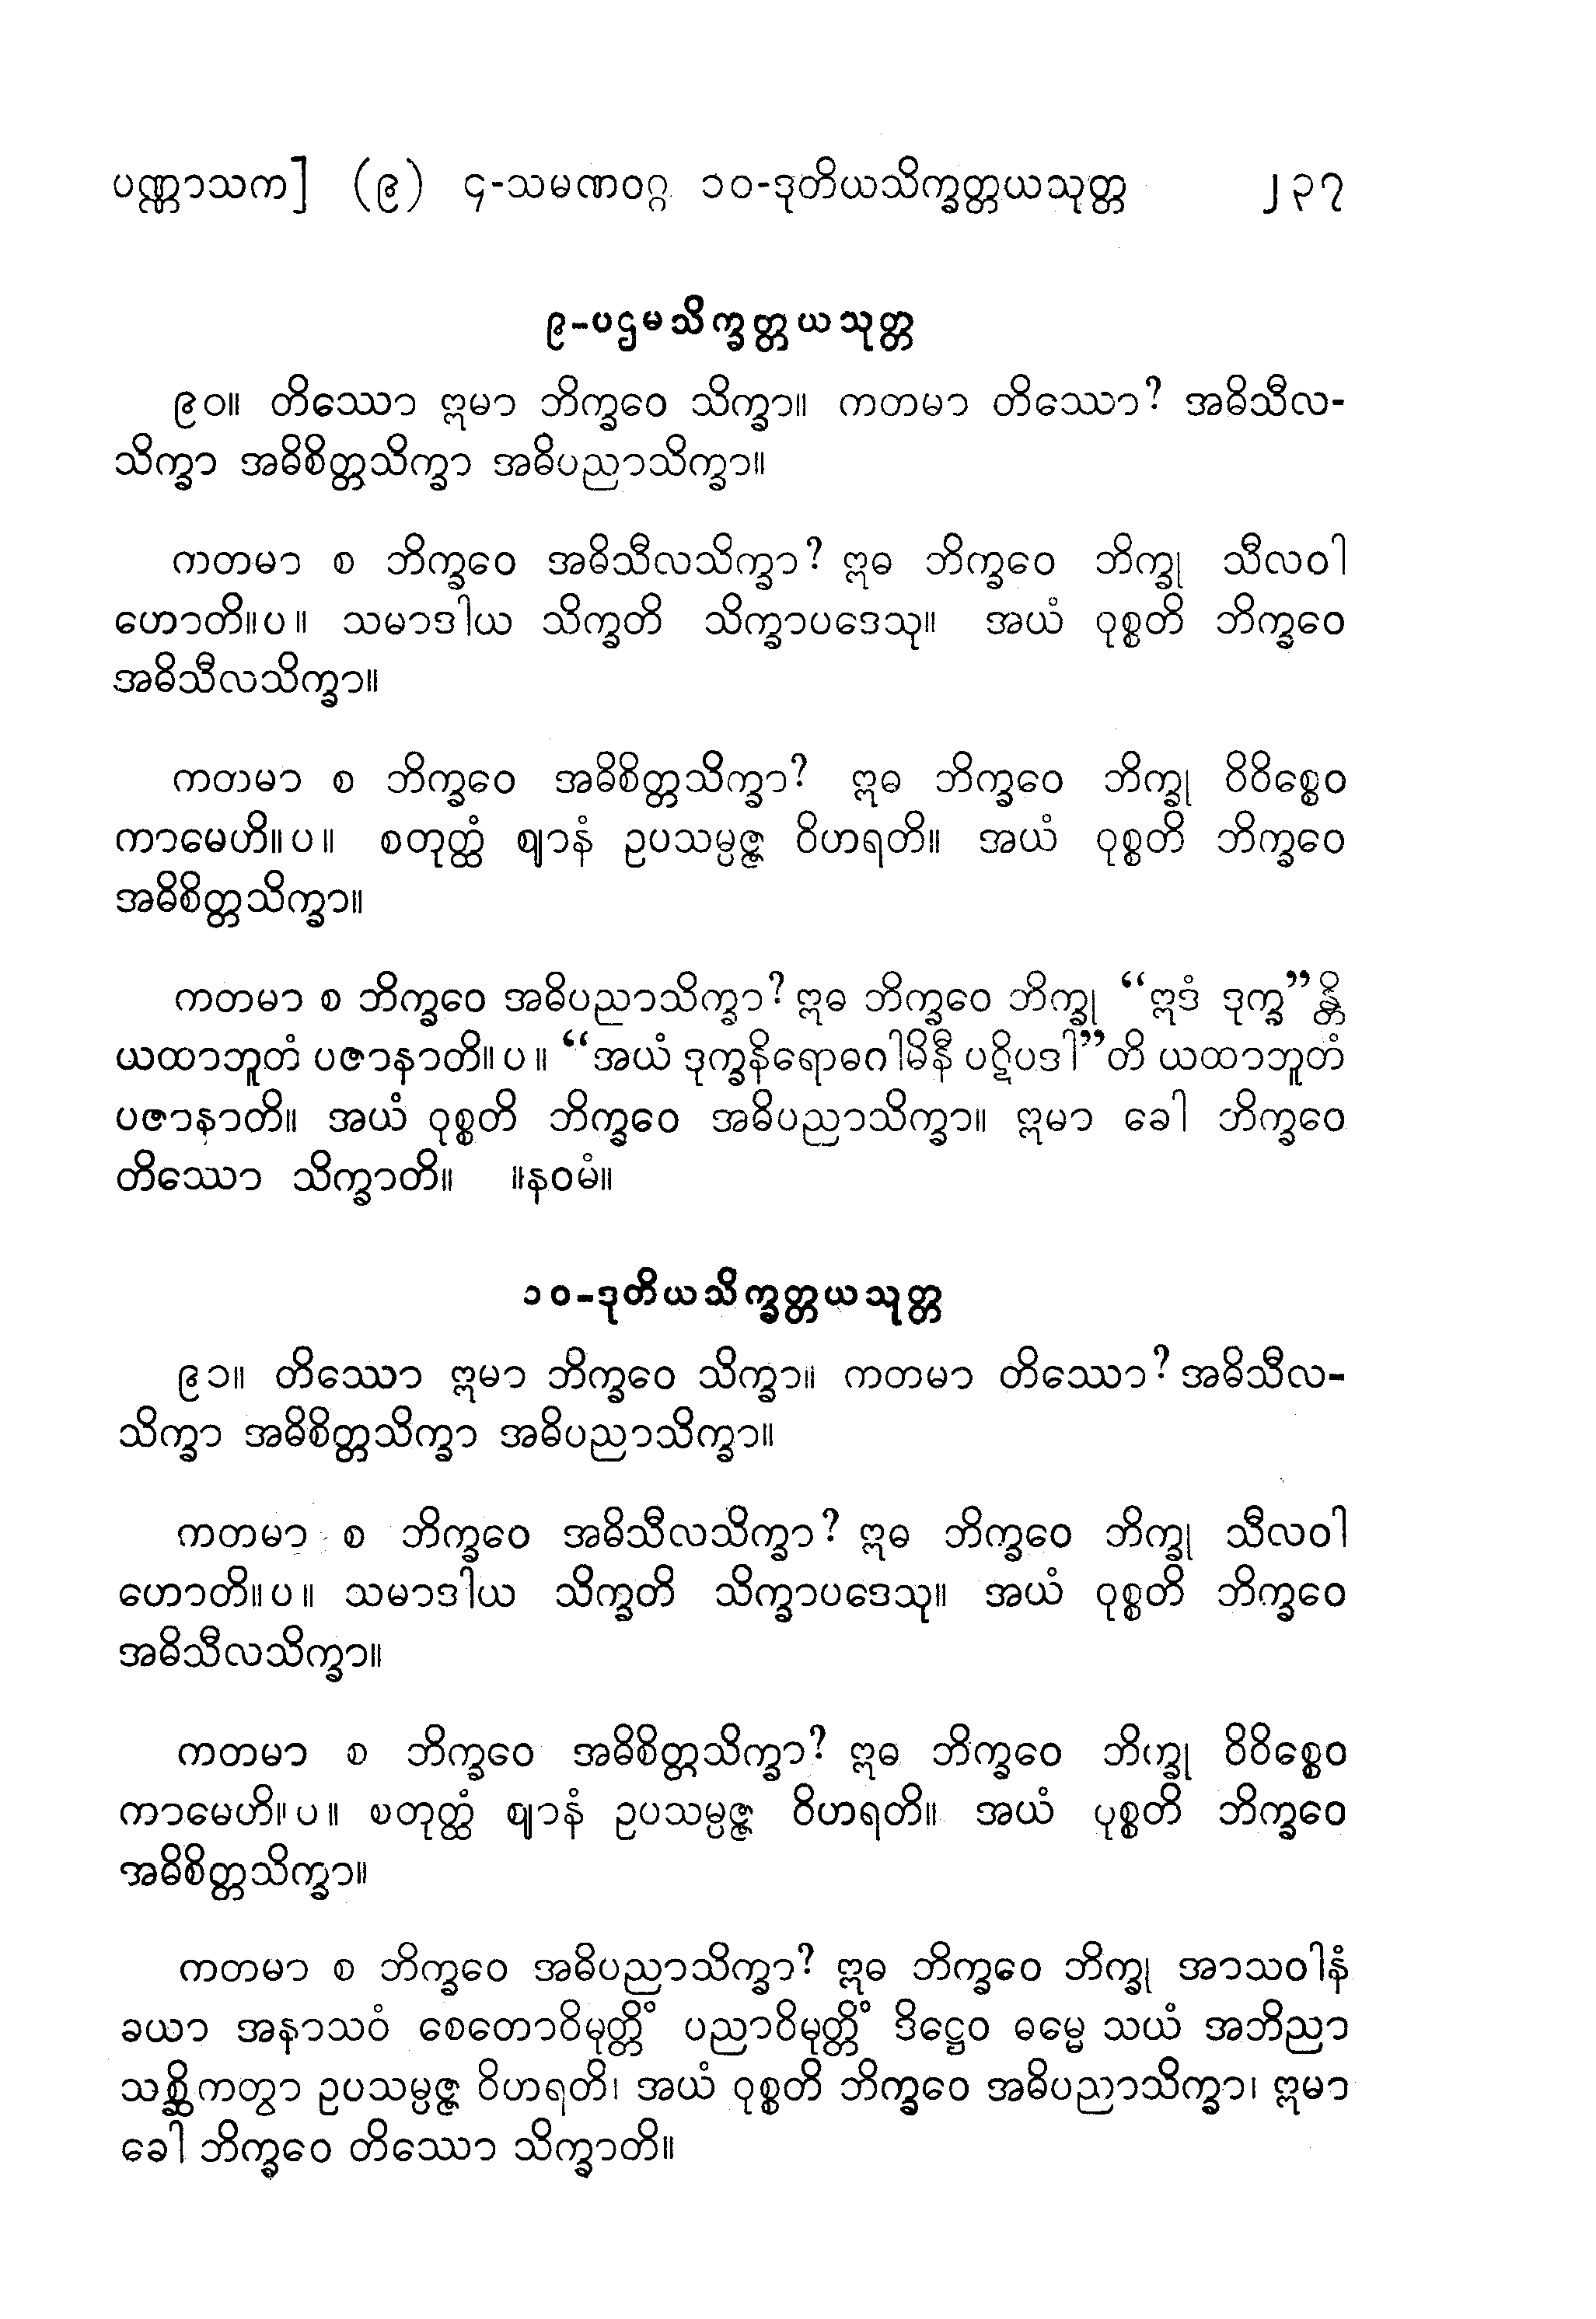 ပဏ္ဏာသက] (၉) ၄-သမဏဝဂ္ဂ ၁၀-ဒုတိယသိက္ခတ္တယသုတ္တ ၂၃၇
၉-ပဌမသိက္ခတ္တယသုတ္တ
၉၀။ တိဿော ဣမာ ဘိက္ခဝေ သိက္ခာ။ ကတမာ တိဿော? အဓိသီလ-
သိက္ခာ အဓိစိတ္တသိက္ခာ အဓိပညာသိက္ခာ။
ကတမာ စ ဘိက္ခဝေ အဓိသီလသိက္ခာ? ဣဓ ဘိက္ခဝေ ဘိက္ခု သီလဝါ
ဟောတိ။ပ။ သမာဒါယ သိက္ခတိ သိက္ခာပဒေသု။ အယံ ဝုစ္စတိ ဘိက္ခဝေ
အဓိသီလသိက္ခာ။
ကတမာ စ ဘိက္ခဝေ အဓိစိတ္တသိက္ခာ? ဣဓ ဘိက္ခဝေ ဘိက္ခု ဝိဝိစ္စေဝ
ကာမေဟိ။ပ။ စတုတ္ထံ ဈာနံ ဥပသမ္ပဇ္ဇ ဝိဟရတိ။ အယံ ဝုစ္စတိ ဘိက္ခဝေ
အဓိစိတ္တသိက္ခာ။
ကတမာ စ ဘိက္ခဝေ အဓိပညာသိက္ခာ? ဣဓ ဘိက္ခဝေ ဘိက္ခု “ဣဒံ ဒုက္ခ”န္တိ
ယထာဘူတံ ပဇာနာတိ။ပ။ “အယံ ဒုက္ခနိရောဓဂါမိနီ ပဋိပဒါ”တိ ယထာဘူတံ
ပဇာနာတိ။ အယံ ဝုစ္စတိ ဘိက္ခဝေ အဓိပညာသိက္ခာ။ ဣမာ ခေါ ဘိက္ခဝေ
တိဿော သိက္ခာတိ။ ။နဝမံ။
၁၀-ဒုတိယသိက္ခတ္တယသုတ္တ
၉၁။ တိဿော ဣမာ ဘိက္ခဝေ သိက္ခာ။ ကတမာ တိဿော? အဓိသီလ-
သိက္ခာ အဓိစိတ္တသိက္ခာ အဓိပညာသိက္ခာ။
ကတမာ စ ဘိက္ခဝေ အဓိသီလသိက္ခာ? ဣဓ ဘိက္ခဝေ ဘိက္ခု သီလဝါ
ဟောတိ။ပ။ သမာဒါယ သိက္ခတိ သိက္ခာပဒေသု။ အယံ ဝုစ္စတိ ဘိက္ခဝေ
အဓိသီလသိက္ခာ။
ကတမာ စ ဘိက္ခဝေ အဓိစိတ္တသိက္ခာ? ဣဓ ဘိက္ခဝေ ဘိက္ခု ဝိဝိစ္စေဝ
ကာမေဟိ။ပ။ စတုတ္ထံ ဈာနံ ဥပသမ္ပဇ္ဇ ဝိဟရတိ။ အယံ ပုစ္စတိ ဘိက္ခဝေ
အဓိစိတ္တသိက္ခာ။
ကတမာ စ ဘိက္ခဝေ အဓိပညာသိက္ခာ? ဣဓ ဘိက္ခဝေ ဘိက္ခု အာသဝါနံ
ခယာ အနာသဝံ စေတောဝိမုတ္တိံ ပညာဝိမုတ္တိံ ဒိဋ္ဌေဝ ဓမ္မေ သယံ အဘိညာ
သစ္ဆိကတွာ ဥပသမ္ပဇ္ဇ ဝိဟရတိ၊ အယံ ဝုစ္စတိ ဘိက္ခဝေ အဓိပညာသိက္ခာ၊ ဣမာ
ခေါ ဘိက္ခဝေ တိဿော သိက္ခာတိ။